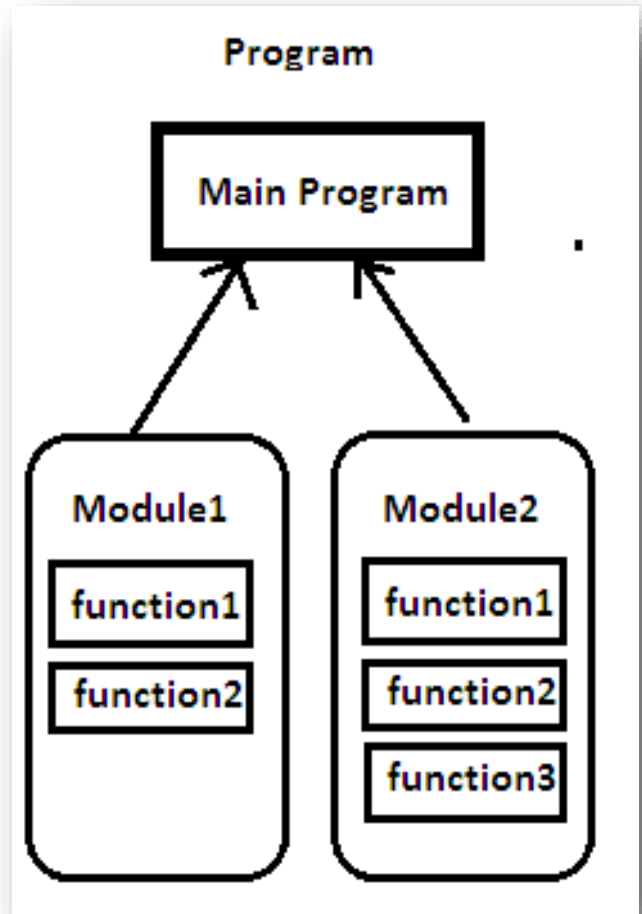 Program
Main Program
Module1
function1
function2
Module2
function1
function2
function3